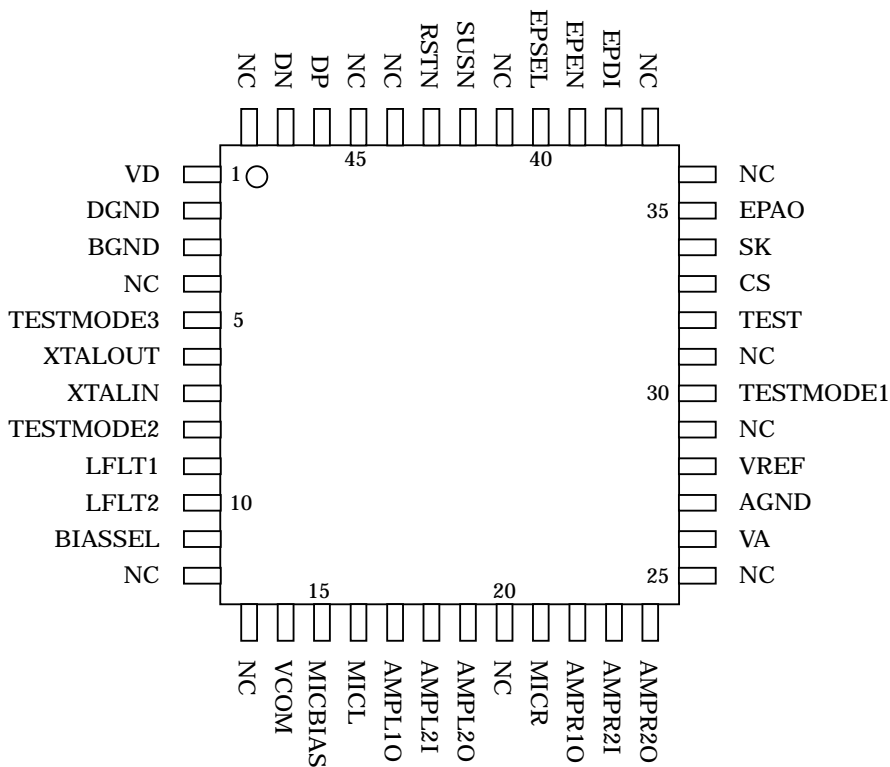 NC
DN
DP
NC
NC
RSTN
SUSN
NC
EPSEL
EPEN
EPDI
NC
45
40
VD
1
NC
DGND
35
EPAO
BGND
SK
NC
CS
TESTMODE3
5
TEST
XTALOUT
NC
XTALIN
30
TESTMODE1
TESTMODE2
NC
LFLT1
VREF
LFLT2
10
AGND
BIASSEL
VA
NC
25
NC
15
20
NC
VCOM
MICBIAS
MICL
AMPL1O
AMPL2I
AMPL2O
NC
MICR
AMPR1O
AMPR2I
AMPR2O